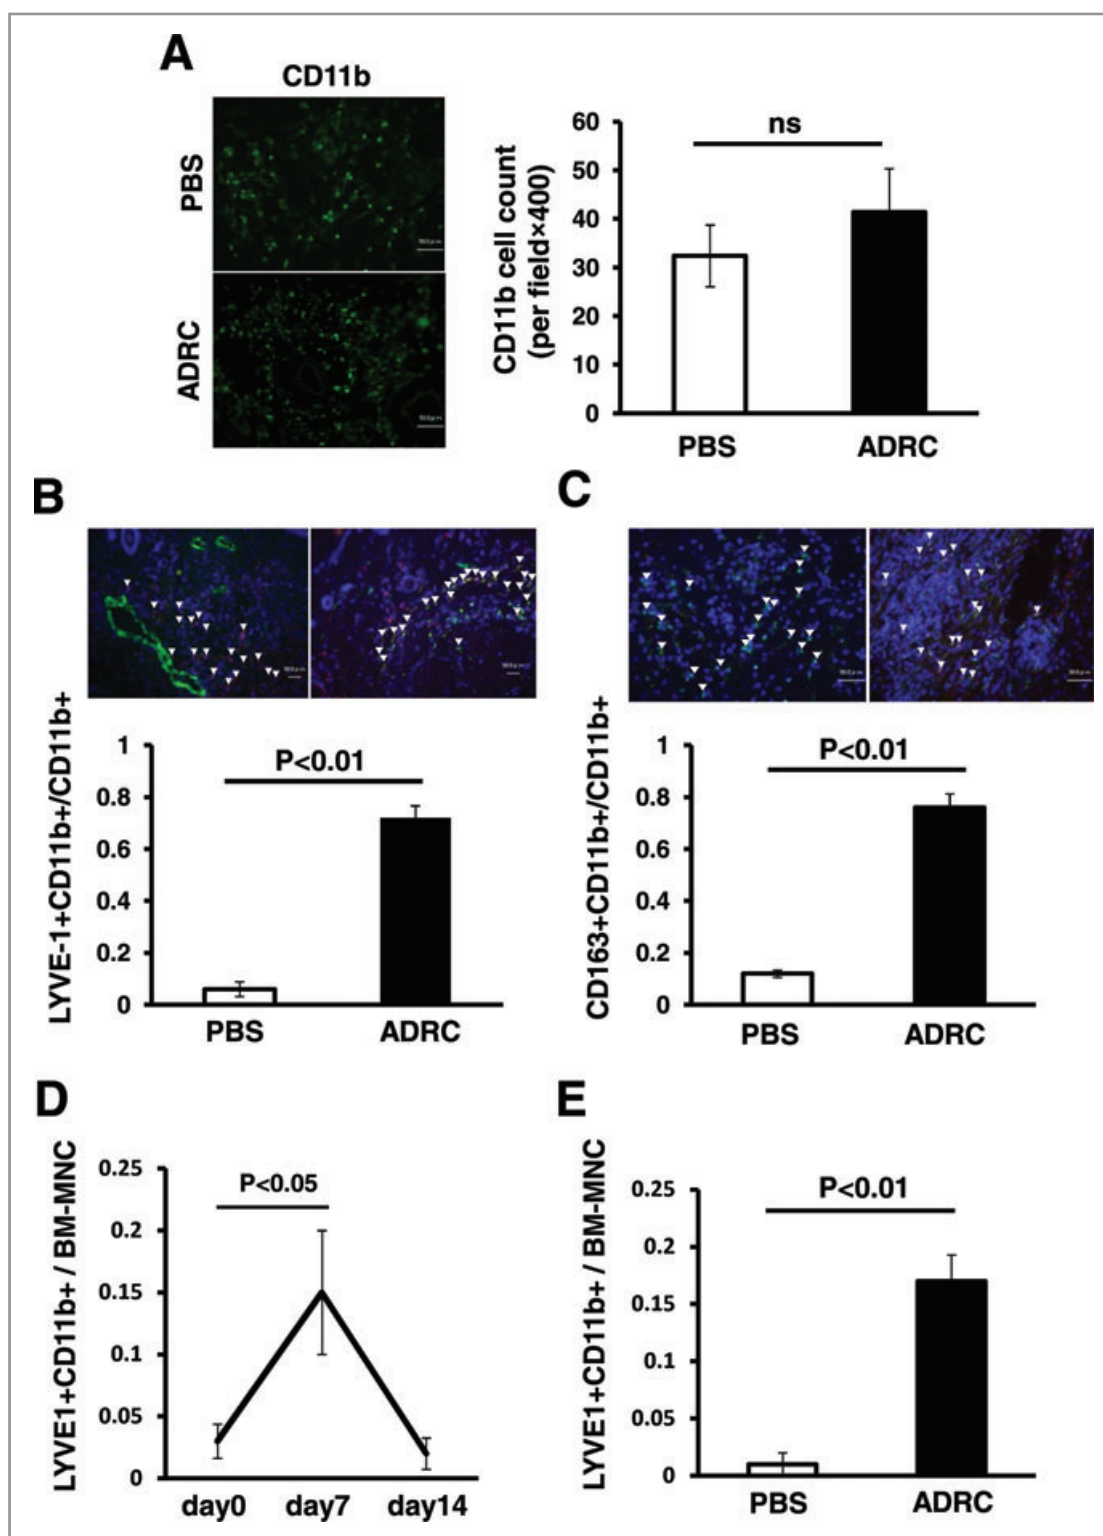 A
CD11b
PBS
ADRC
CD11b cell count
(per field×400)
60
50
40
30
20
10
0
ns
PBS
ADRC
B
LYVE-1+CD11b+/CD11b+
1
0.8
0.6
0.4
0.2
0
P<0.01
PBS
ADRC
C
CD163+CD11b+/CD11b+
1
0.8
0.6
0.4
0.2
0
P<0.01
PBS
ADRC
D
LYVE1+CD11b+ / BM-MNC
0.25
0.2
0.15
0.1
0.05
0
P<0.05
day0
day7
day14
E
LYVE1+CD11b+ / BM-MNC
0.25
0.2
0.15
0.1
0.05
0
P<0.01
PBS
ADRC